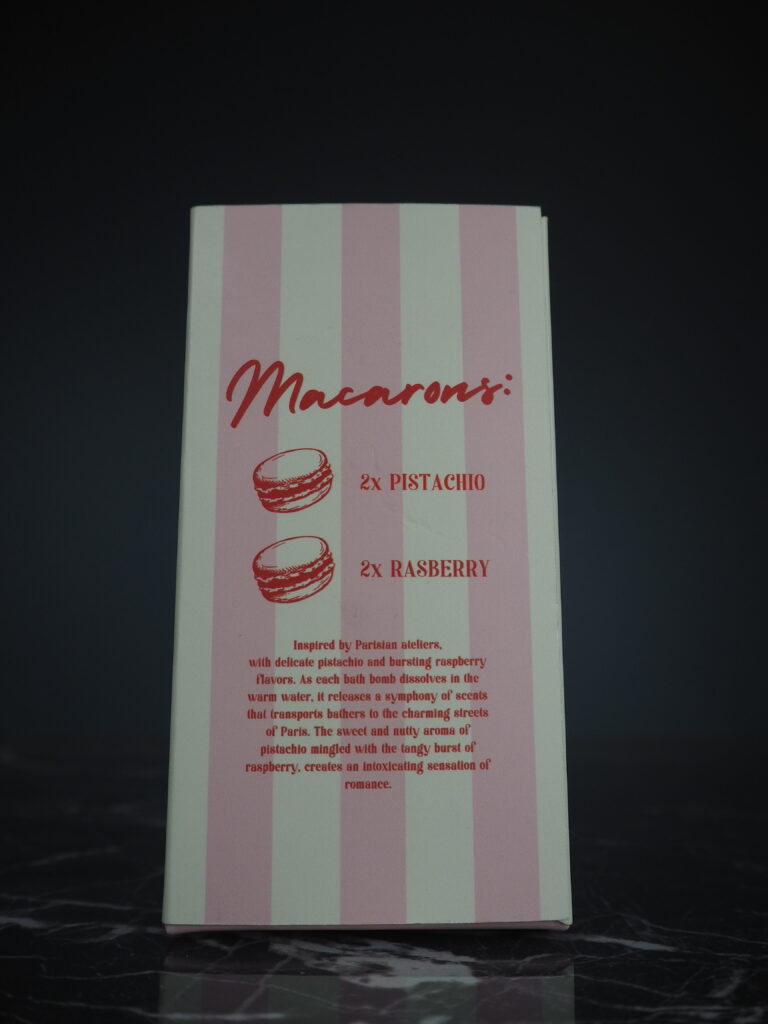 Macarons:
2x PISTACHIO
2x RASBERRY
Inspired by Parisian ateliers,
with delicate pistachio and bursting raspberry
flavors. As each bath bomb dissolves in the
warm water, it releases a symphony of scents
that transports bathers to the charming streets
of Paris. The sweet and nutty aroma of
pistachio mingled with the tangy burst of
raspberry, creates an intoxicating sensation of
romance.